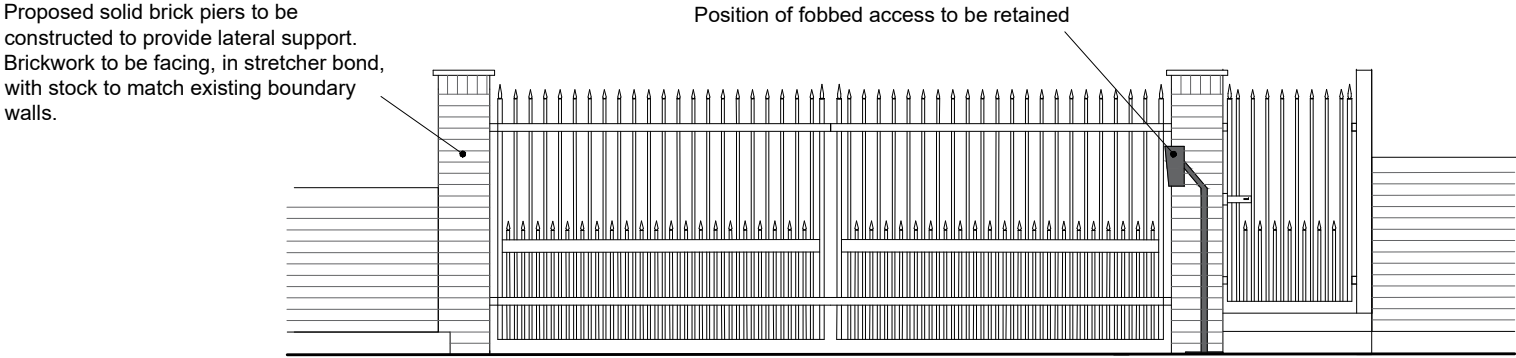 Proposed solid brick piers to be
constructed to provide lateral support.
Brickwork to be facing, in stretcher bond,
with stock to match existing boundary
walls.
Position of fobbed access to be retained